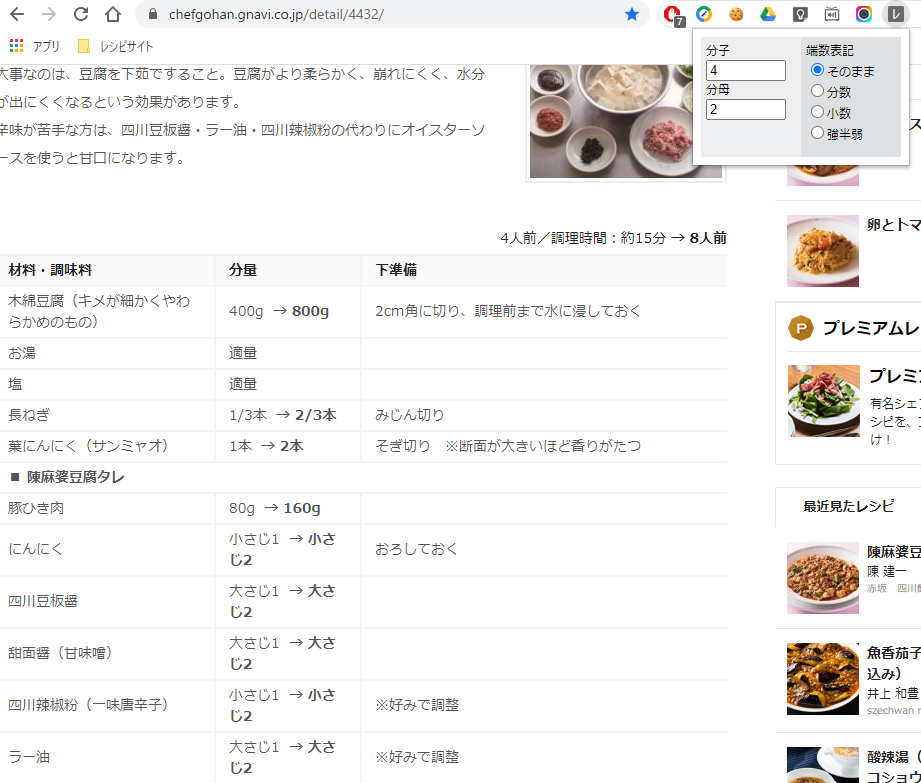 chefgohan.gnavi.co.jp/detail/4432/
7
アプリ
レシピサイト
分子
4
分母
2
端数表記
そのまま
分数
小数
強半弱
大事なのは、豆腐を下茹ですること。豆腐がより柔らかく、崩れにくく、水分
が出にくくなるという効果があります。
辛味が苦手な方は、四川豆板醤・ラー油・四川辣椒粉の代わりにオイスターソ
ースを使うと甘口になります。
4人前／調理時間：約15分 → 8人前
材料・調味料 分量 下準備
木綿豆腐（キメが細かくやわ
らかめのもの） 400g → 800g 2cm角に切り、調理前まで水に浸しておく
お湯 適量
塩 適量
長ねぎ 1/3本 → 2/3本 みじん切り
葉にんにく（サンミャオ） 1本 → 2本 そぎ切り ※断面が大きいほど香りがたつ
■ 陳麻婆豆腐タレ
豚ひき肉 80g → 160g
にんにく 小さじ1 → 小さ
じ2 おろしておく
四川豆板醤 大さじ1 → 大さ
じ2
甜面醤（甘味噌） 大さじ1 → 大さ
じ2
四川辣椒粉（一味唐辛子） 小さじ1 → 小さ
じ2 ※好みで調整
ラー油 大さじ1 → 大さ
じ2 ※好みで調整
ス
卵とトマ
P プレミアムレ
プレミ
有名シェ
シピを、
け！
最近見たレシピ
陳麻婆豆
陳 建一
赤坂 四川
魚香茄子
込み）
井上 和豊
szechwan r
酸辣湯（
コショウ